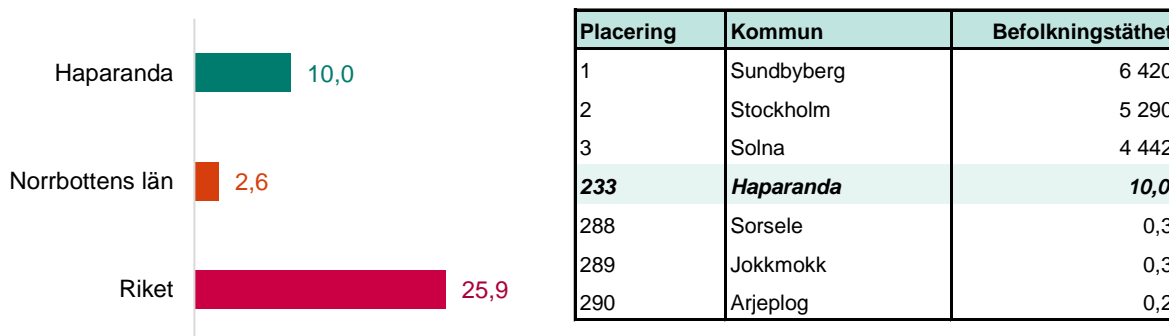 Haparanda 10,0
Norrbottens län 2,6
Riket 25,9
Placering Kommun Befolkningstäthet
1 Sundbyberg 6 420
2 Stockholm 5 290
3 Solna 4 442
233 Haparanda 10,0
288 Sorsele 0,3
289 Jokkmokk 0,3
290 Arjeplog 0,2